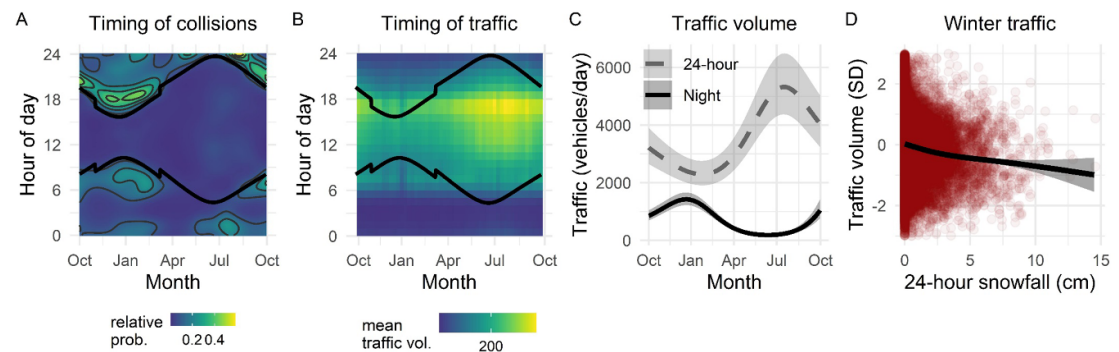 A Timing of collisions
Hour of day
24
18
12
6
0
Oct Jan Apr Jul Oct
Month
relative
prob.
0.2 0.4
B Timing of traffic
Hour of day
24
18
12
6
0
Oct Jan Apr Jul Oct
Month
mean
traffic vol.
200
C Traffic volume
Traffic (vehicles/day)
6000
4000
2000
0
24-hour
Night
Oct Jan Apr Jul Oct
Month
D Winter traffic
Traffic volume (SD)
2
0
-2
0 5 10 15
24-hour snowfall (cm)